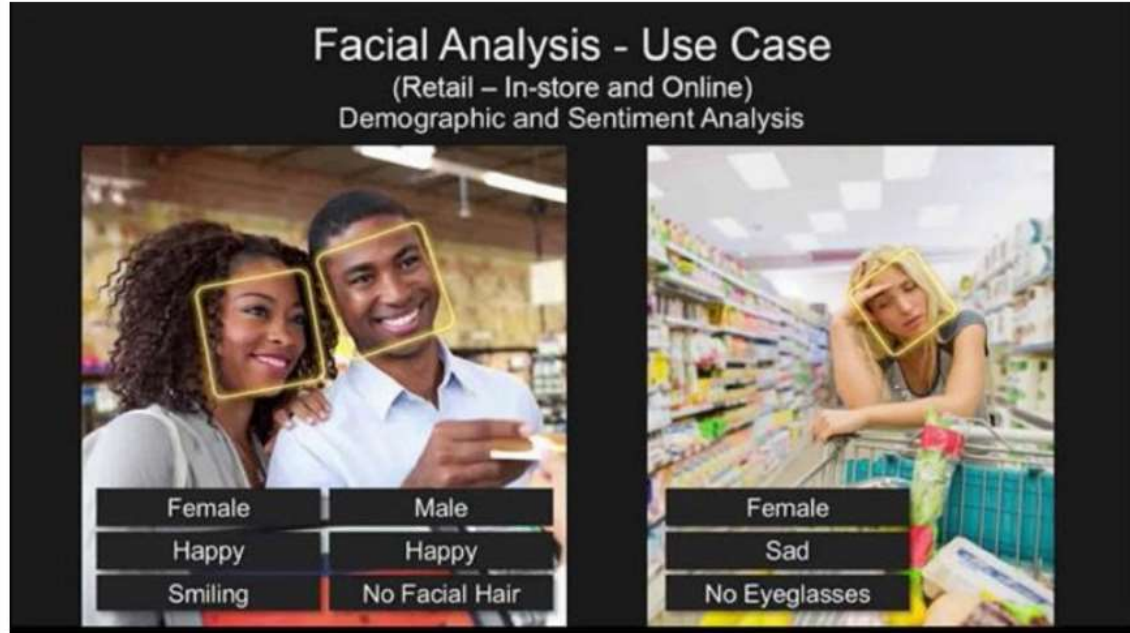 Facial Analysis - Use Case
(Retail – In-store and Online)
Demographic and Sentiment Analysis
Female
Male
Happy
Happy
Smiling
No Facial Hair
Female
Sad
No Eyeglasses